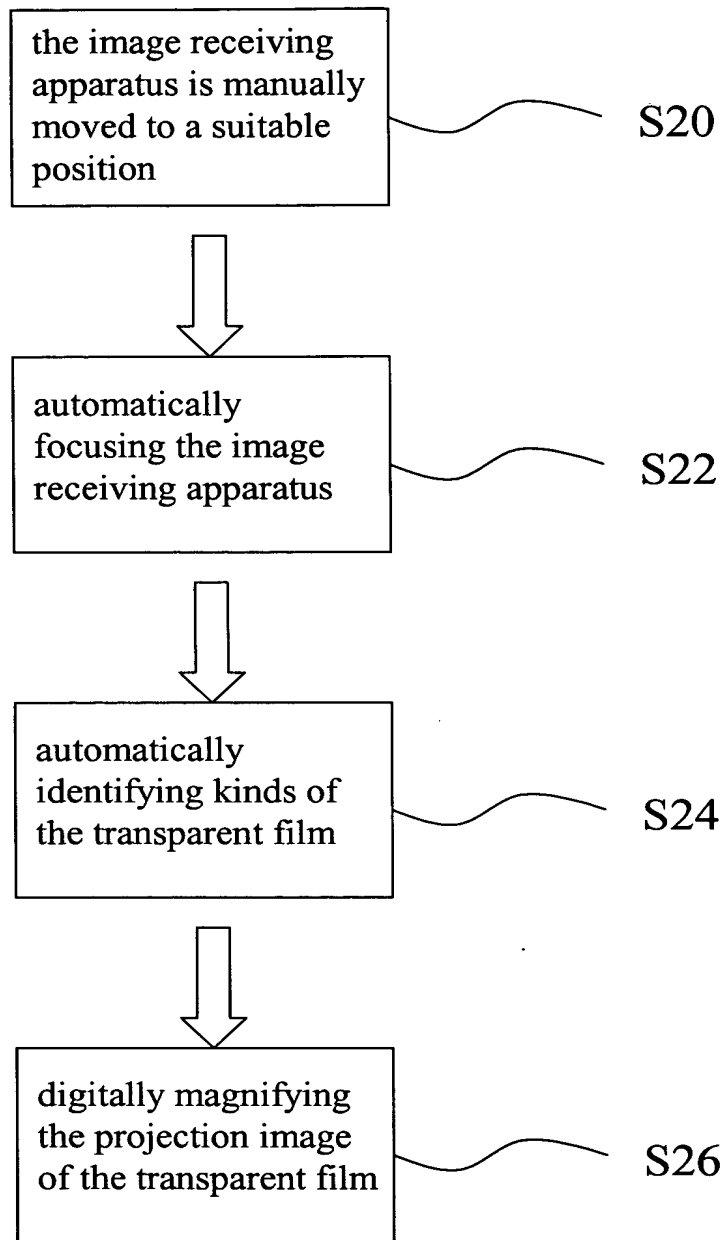 the image receiving
apparatus is manually
moved to a suitable
position
S20
automatically
focusing the image
receiving apparatus
S22
automatically
identifying kinds of
the transparent film
S24
digitally magnifying
the projection image
of the transparent film
S26